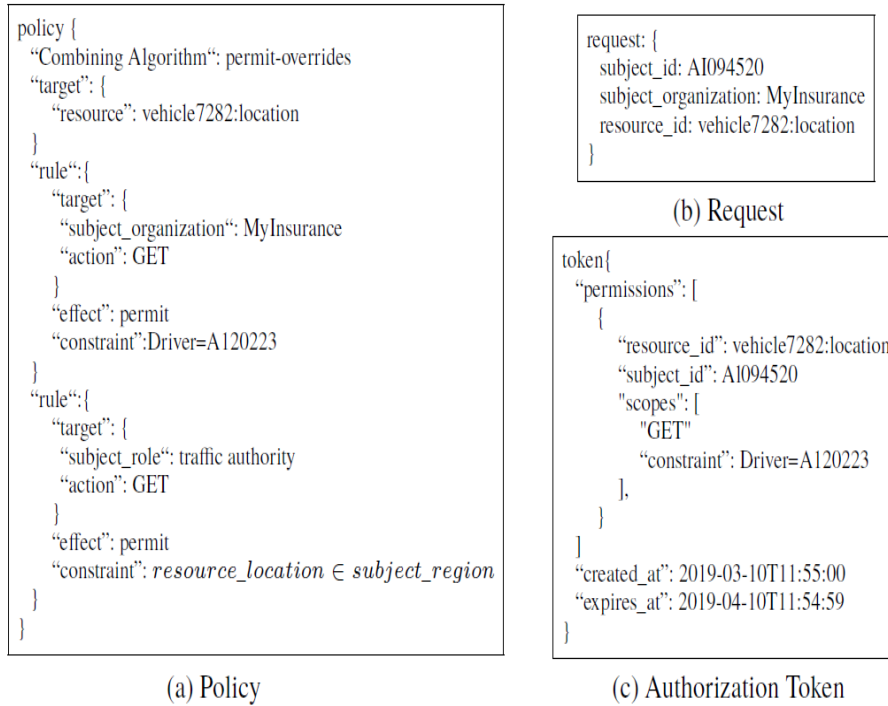 policy {
“Combining Algorithm“: permit-overrides
“target”: {
“resource”: vehicle7282:location
}
“rule“:{
“target”: {
“subject_organization“: MyInsurance
“action”: GET
}
“effect”: permit
“constraint”:Driver=A120223
}
“rule“:{
“target”: {
“subject_role“: traffic authority
“action”: GET
}
“effect”: permit
“constraint”: resource_location ∈ subject_region
}
}
(a) Policy
request: {
subject_id: AI094520
subject_organization: MyInsurance
resource_id: vehicle7282:location
}
(b) Request
token{
“permissions”: [
{
“resource_id”: vehicle7282:location
“subject_id”: AI094520
"scopes": [
"GET"
“constraint”: Driver=A120223
],
}
]
“created_at”: 2019-03-10T11:55:00
“expires_at”: 2019-04-10T11:54:59
}
(c) Authorization Token